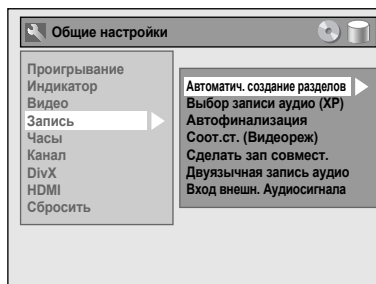 Общие настройки
Проигрывание
Индикатор
Видео
Запись
Часы
Канал
DivX
HDMI
Сбросить
Автоматич. создание разделов
Выбор записи аудио (XP)
Автофинализация
Соот.ст. (Видеореж)
Сделать зап совмест.
Двуязычная запись аудио
Вход внешн. Аудиосигнала